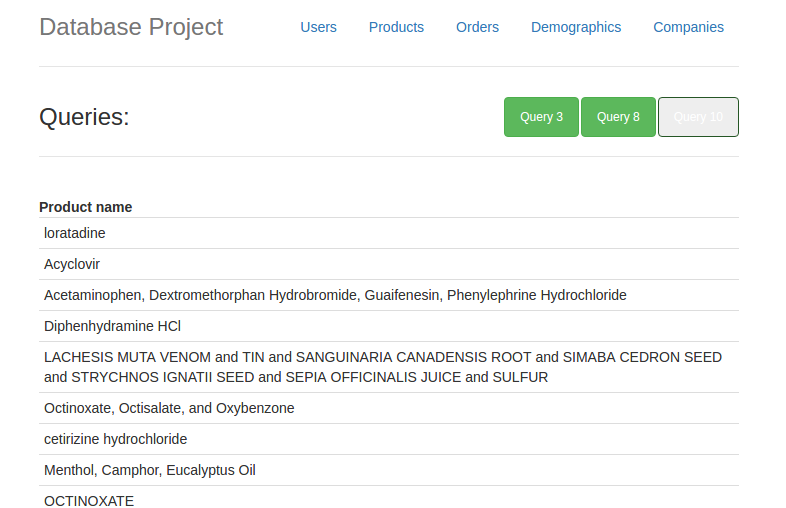 Database Project Users Products Orders Demographics Companies
Queries: Query 3 Query 8 Query 10
Product name
loratadine
Acyclovir
Acetaminophen, Dextromethorphan Hydrobromide, Guaifenesin, Phenylephrine Hydrochloride
Diphenhydramine HCl
LACHESIS MUTA VENOM and TIN and SANGUINARIA CANADENSIS ROOT and SIMABA CEDRON SEED
and STRYCHNOS IGNATII SEED and SEPIA OFFICINALIS JUICE and SULFUR
Octinoxate, Octisalate, and Oxybenzone
cetirizine hydrochloride
Menthol, Camphor, Eucalyptus Oil
OCTINOXATE